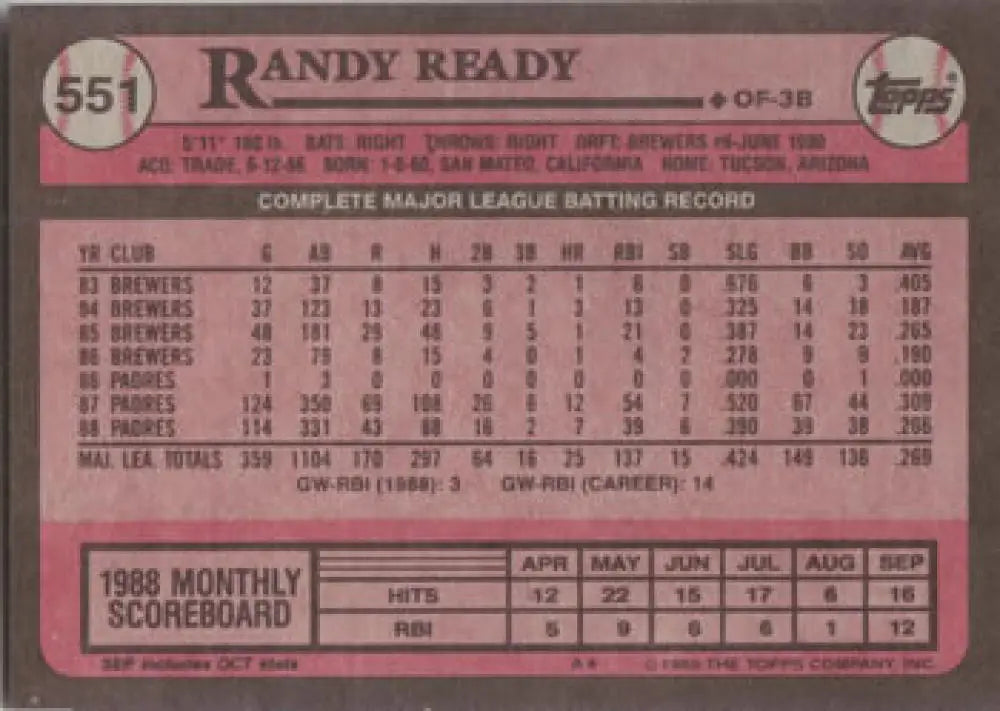 551 RANDY READY ◆ OF-3B TOPPS®
5'11" 180 lb. BATS: RIGHT THROWS: RIGHT DRFT: BREWERS #6-JUNE 1980
ACQ: TRADE, 6-12-86 BORN: 1-8-60, SAN MATEO, CALIFORNIA HOME: TUCSON, ARIZONA
COMPLETE MAJOR LEAGUE BATTING RECORD
YR CLUB G AB R H 2B 3B HR RBI SB SLG BB SO AVG
83 BREWERS 12 37 8 15 3 2 1 6 0 .676 6 3 .405
84 BREWERS 37 123 13 23 6 1 3 13 0 .325 14 18 .187
85 BREWERS 48 181 29 48 9 5 1 21 0 .387 14 23 .265
86 BREWERS 23 79 8 15 4 0 1 4 2 .278 9 9 .190
86 PADRES 1 3 0 0 0 0 0 0 0 .000 0 1 .000
87 PADRES 124 350 69 108 26 6 12 54 7 .520 67 44 .309
88 PADRES 114 331 43 88 16 2 7 39 6 .390 39 38 .266
MAJ. LEA. TOTALS 359 1104 170 297 64 16 25 137 15 .424 149 136 .269
GW-RBI (1988): 3 GW-RBI (CAREER): 14
1988 MONTHLY SCOREBOARD
APR MAY JUN JUL AUG SEP
HITS 12 22 15 17 6 16
RBI 5 9 6 6 1 12
SEP includes OCT stats A* © 1989 THE TOPPS COMPANY, INC.